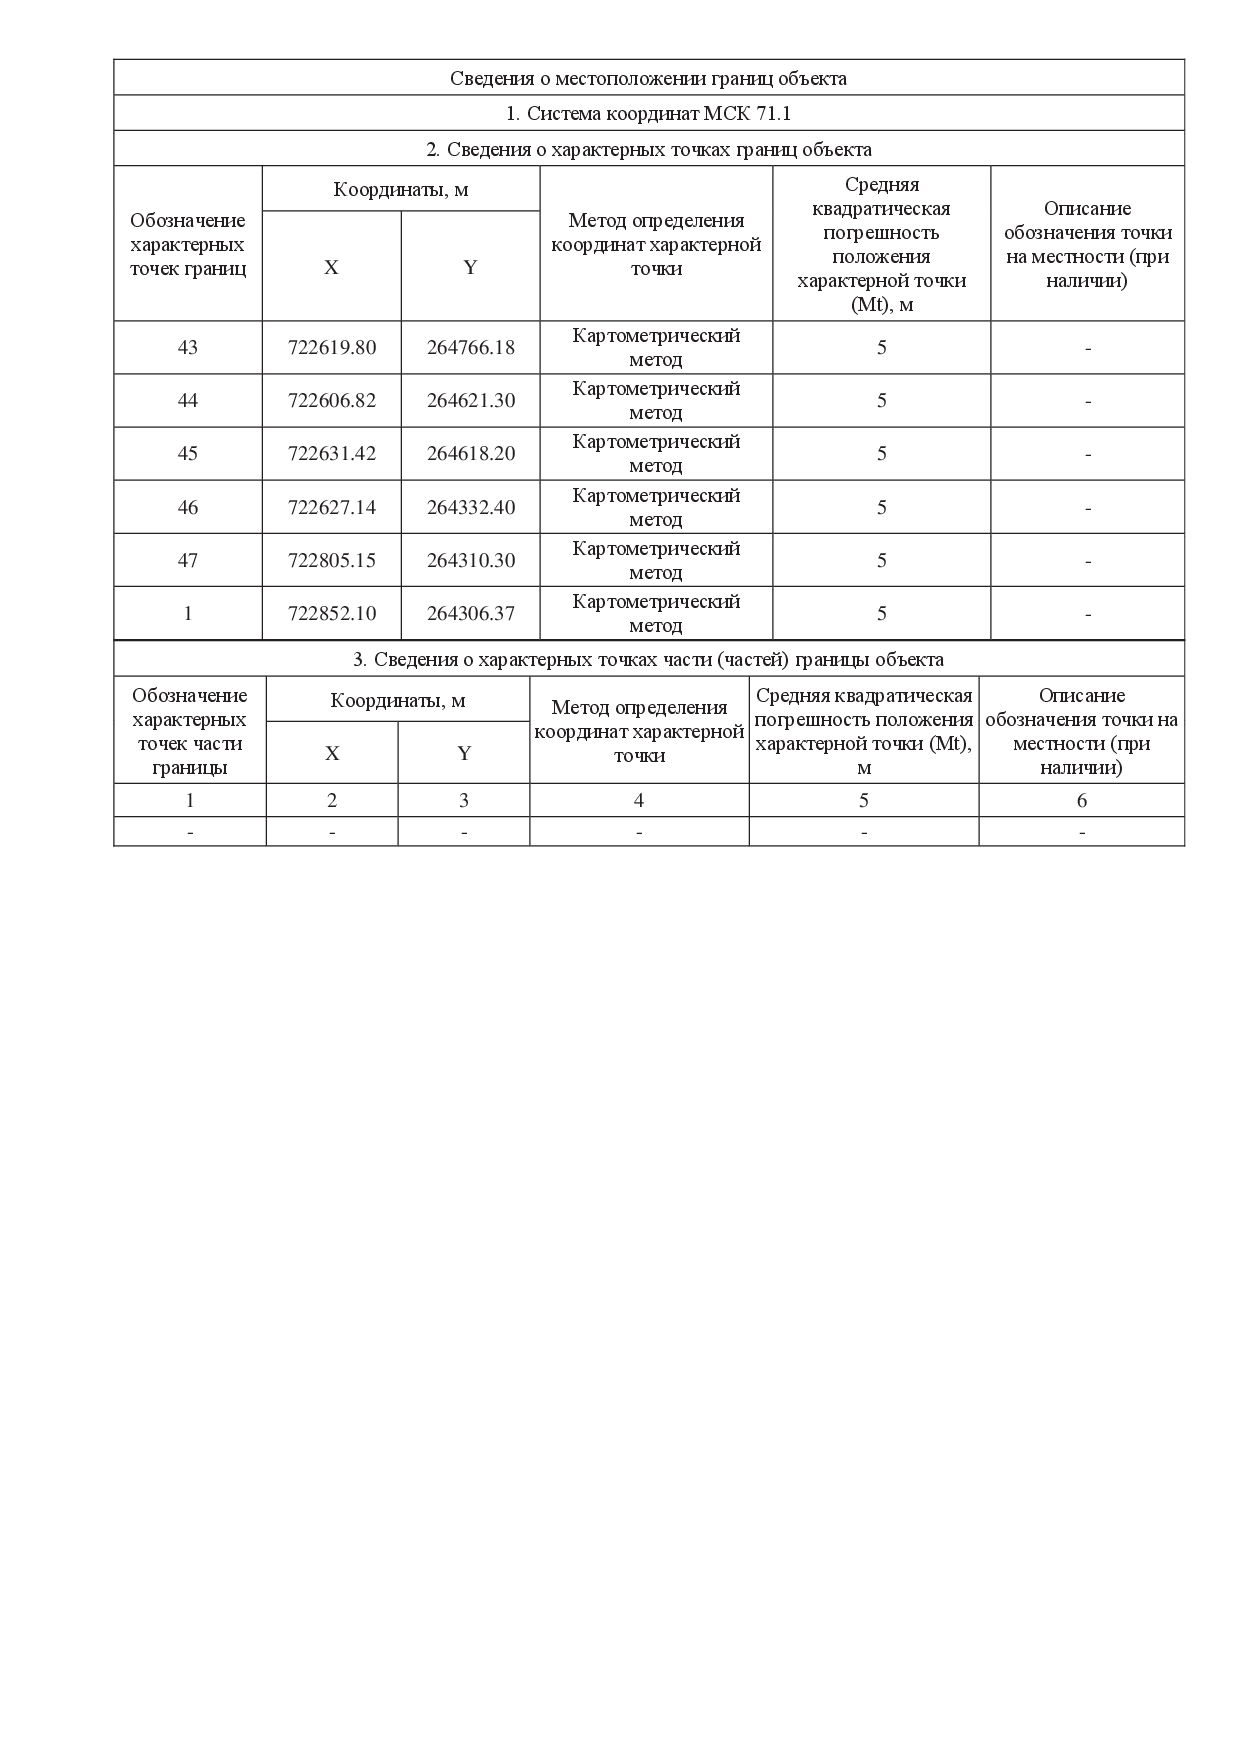 Сведения о местоположении границ объекта
1. Система координат МСК 71.1
2. Сведения о характерных точках границ объекта
Обозначение
характерных
точек границ
Координаты, м
X
Y
Метод определения
координат характерной
точки
Средняя
квадратическая
погрешность
положения
характерной точки
(Mt), м
Описание
обозначения точки
на местности (при
наличии)
43 722619.80 264766.18 Картометрический
метод 5 -
44 722606.82 264621.30 Картометрический
метод 5 -
45 722631.42 264618.20 Картометрический
метод 5 -
46 722627.14 264332.40 Картометрический
метод 5 -
47 722805.15 264310.30 Картометрический
метод 5 -
1 722852.10 264306.37 Картометрический
метод 5 -
3. Сведения о характерных точках части (частей) границы объекта
Обозначение
характерных
точек части
границы
Координаты, м
X
Y
Метод определения
координат характерной
точки
Средняя квадратическая
погрешность положения
характерной точки (Mt),
м
Описание
обозначения точки на
местности (при
наличии)
1 2 3 4 5 6
- - - - - -